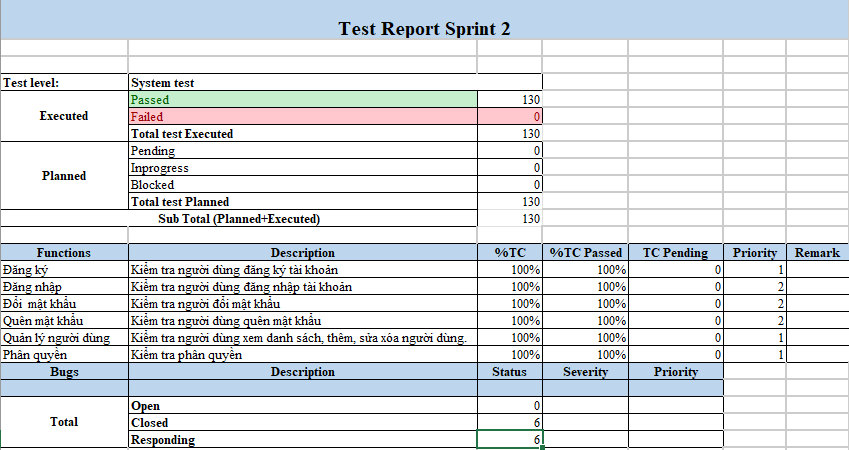 Test Report Sprint 2
Test level: System test
Executed Passed 130
Failed 0
Total test Executed 130
Planned Pending 0
Inprogress 0
Blocked 0
Total test Planned 130
Sub Total (Planned+Executed) 130
Functions Description %TC %TC Passed TC Pending Priority Remark
Đăng ký Kiểm tra người dùng đăng ký tài khoản 100% 100% 0 1
Đăng nhập Kiểm tra người dùng đăng nhập tài khoản 100% 100% 0 2
Đổi mật khẩu Kiểm tra người đổi mật khẩu 100% 100% 0 2
Quên mật khẩu Kiểm tra người dùng quên mật khẩu 100% 100% 0 2
Quản lý người dùng Kiểm tra người dùng xem danh sách, thêm, sửa xóa người dùng. 100% 100% 0 1
Phân quyền Kiểm tra phân quyền 100% 100% 0 1
Bugs Description Status Severity Priority
Total Open 0
Closed 6
Responding 6